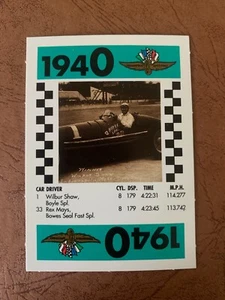 1940
CAR DRIVER CYL. DSP. TIME M.P.H.
1 Wilbur Shaw, 8 179 4:22:31 114.277
Boyle Spl.
33 Rex Mays, 8 179 4:23:45 113.742
Bowes Seal Fast Spl.
1940